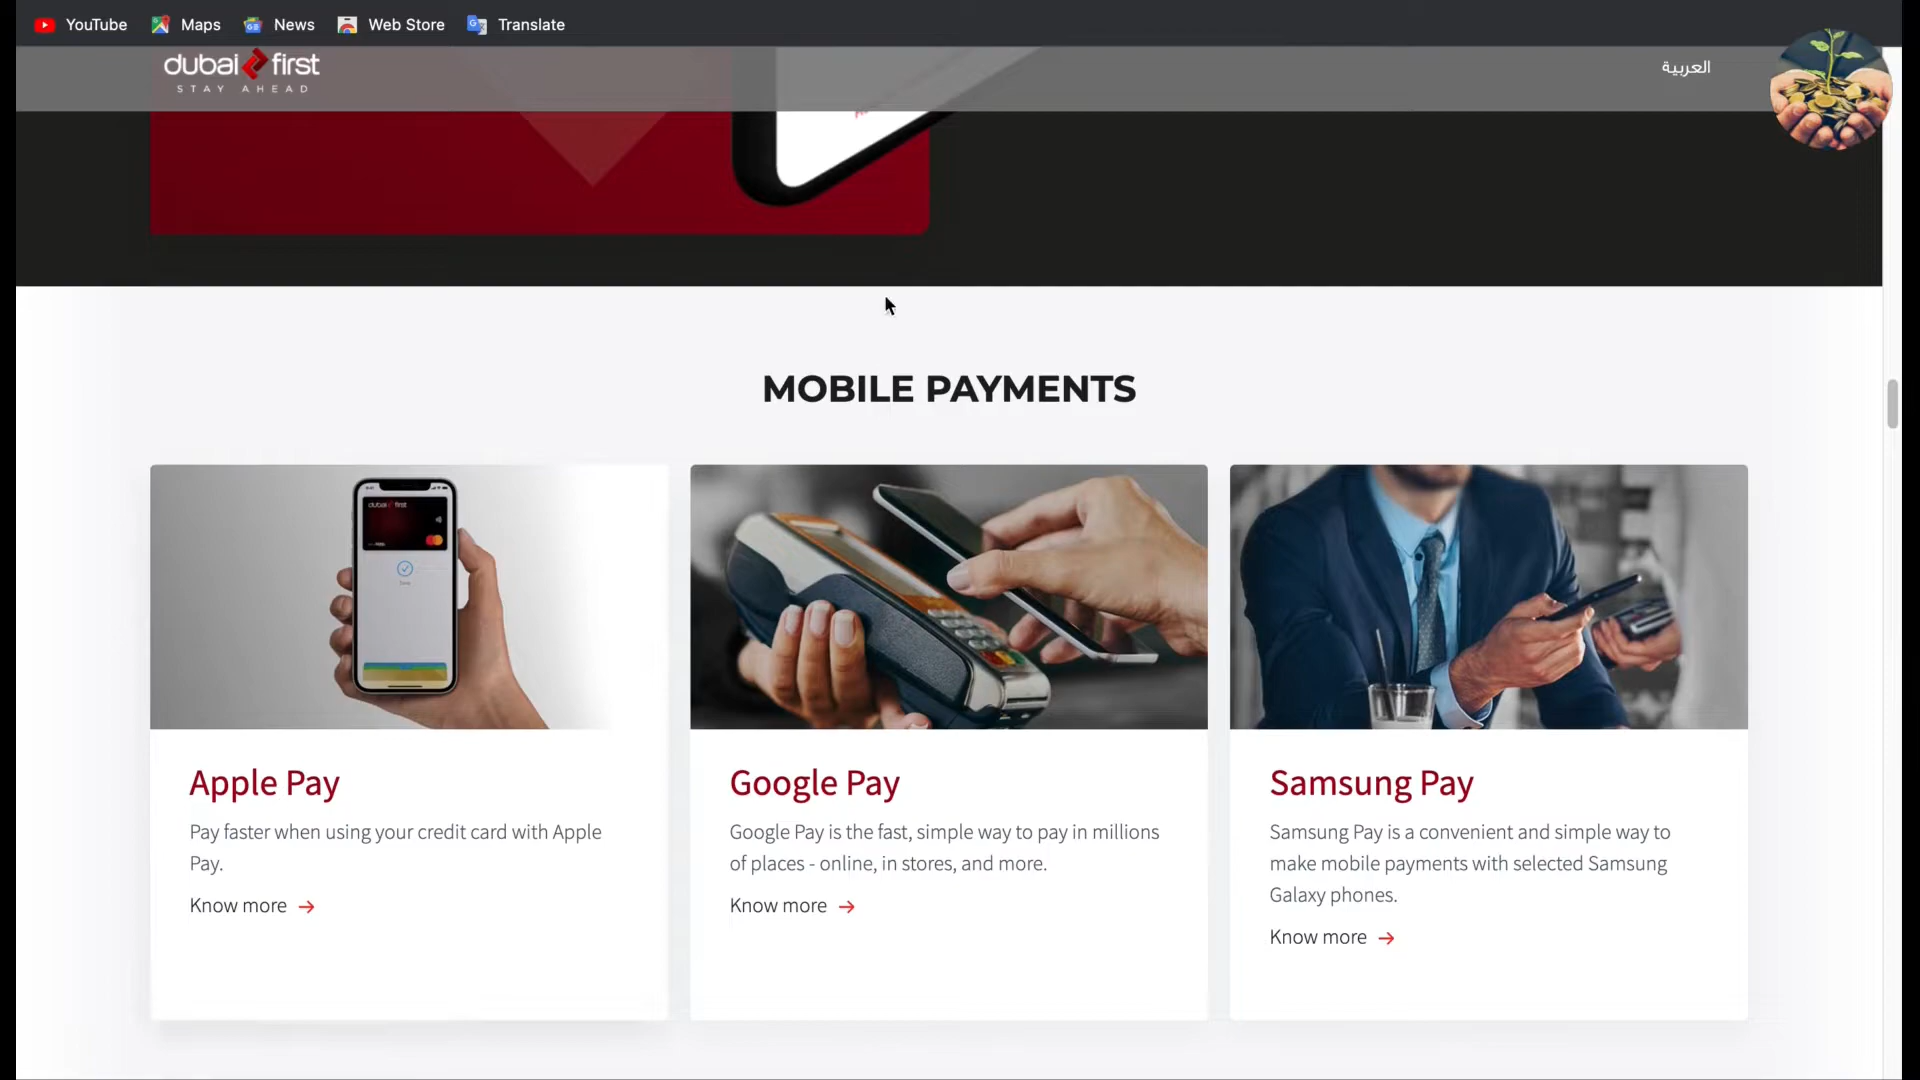 YouTube Maps News Web Store Translate
dubai first
STAY AHEAD
العربية
MOBILE PAYMENTS
dubai first
Apple Pay
Pay faster when using your credit card with Apple
Pay.
Know more
Google Pay
Google Pay is the fast, simple way to pay in millions
of places - online, in stores, and more.
Know more
Samsung Pay
Samsung Pay is a convenient and simple way to
make mobile payments with selected Samsung
Galaxy phones.
Know more